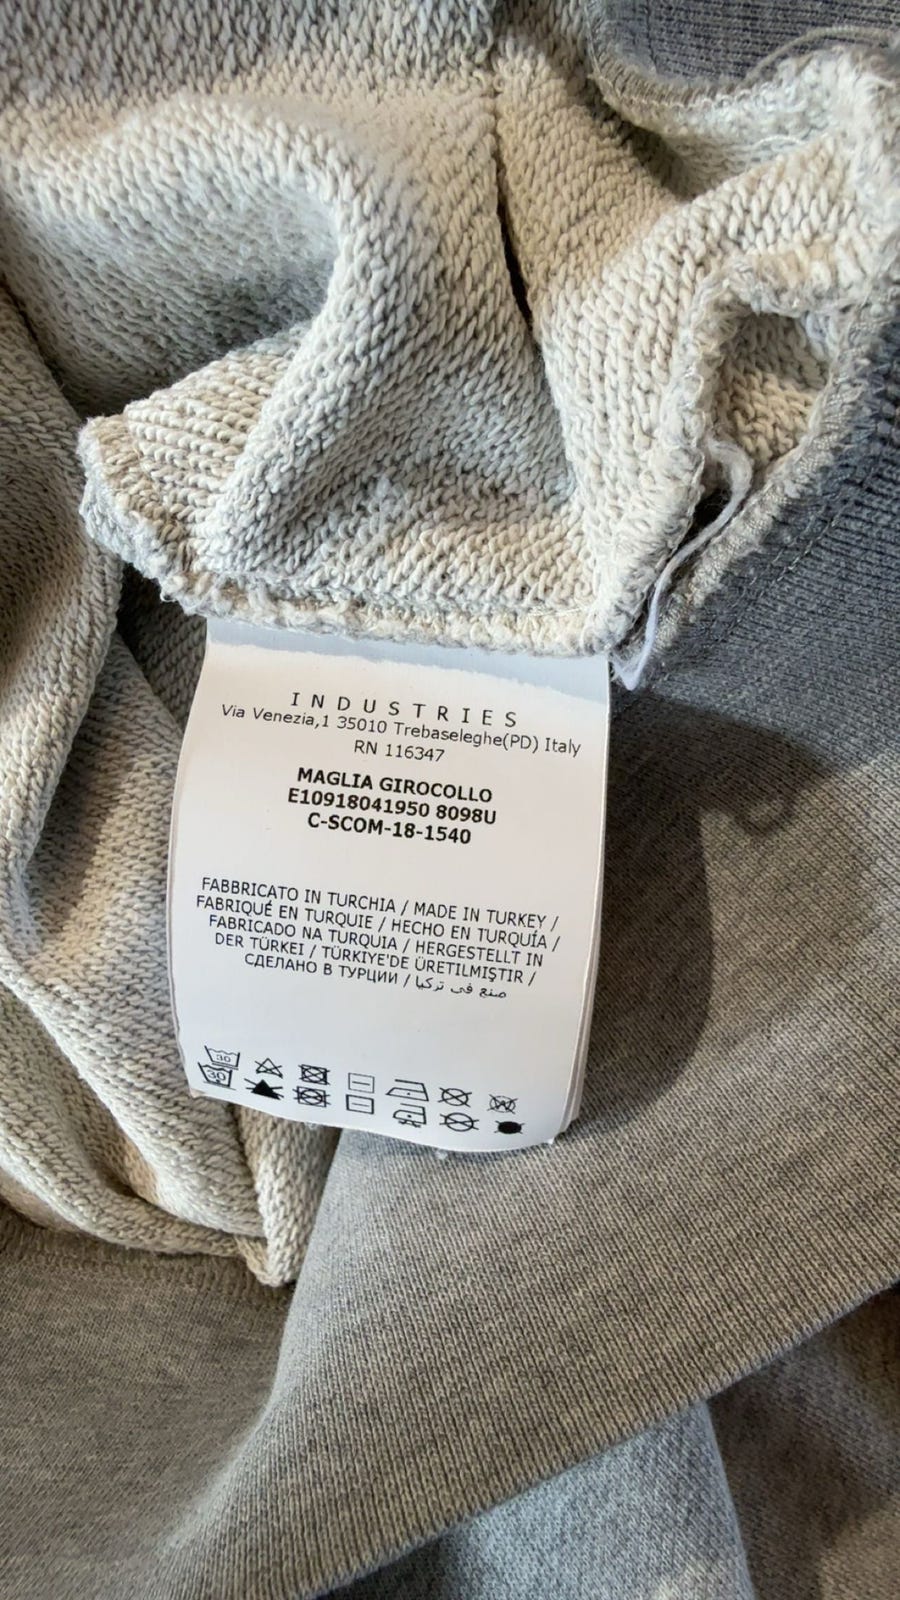 INDUSTRIES
Via Venezia,1 35010 Trebaseleghe(PD) Italy
RN 116347
MAGLIA GIROCOLLO
E10918041950 8098U
C-SCOM-18-1540
FABBRICATO IN TURCHIA / MADE IN TURKEY /
FABRIQUÉ EN TURQUIE / HECHO EN TURQUÍA /
FABRICADO NA TURQUIA / HERGESTELLT IN
DER TÜRKEI / TÜRKİYE'DE ÜRETILMIŞTIR /
СДЕЛАНО В ТУРЦИИ / صنع في تركيا
30 W
30